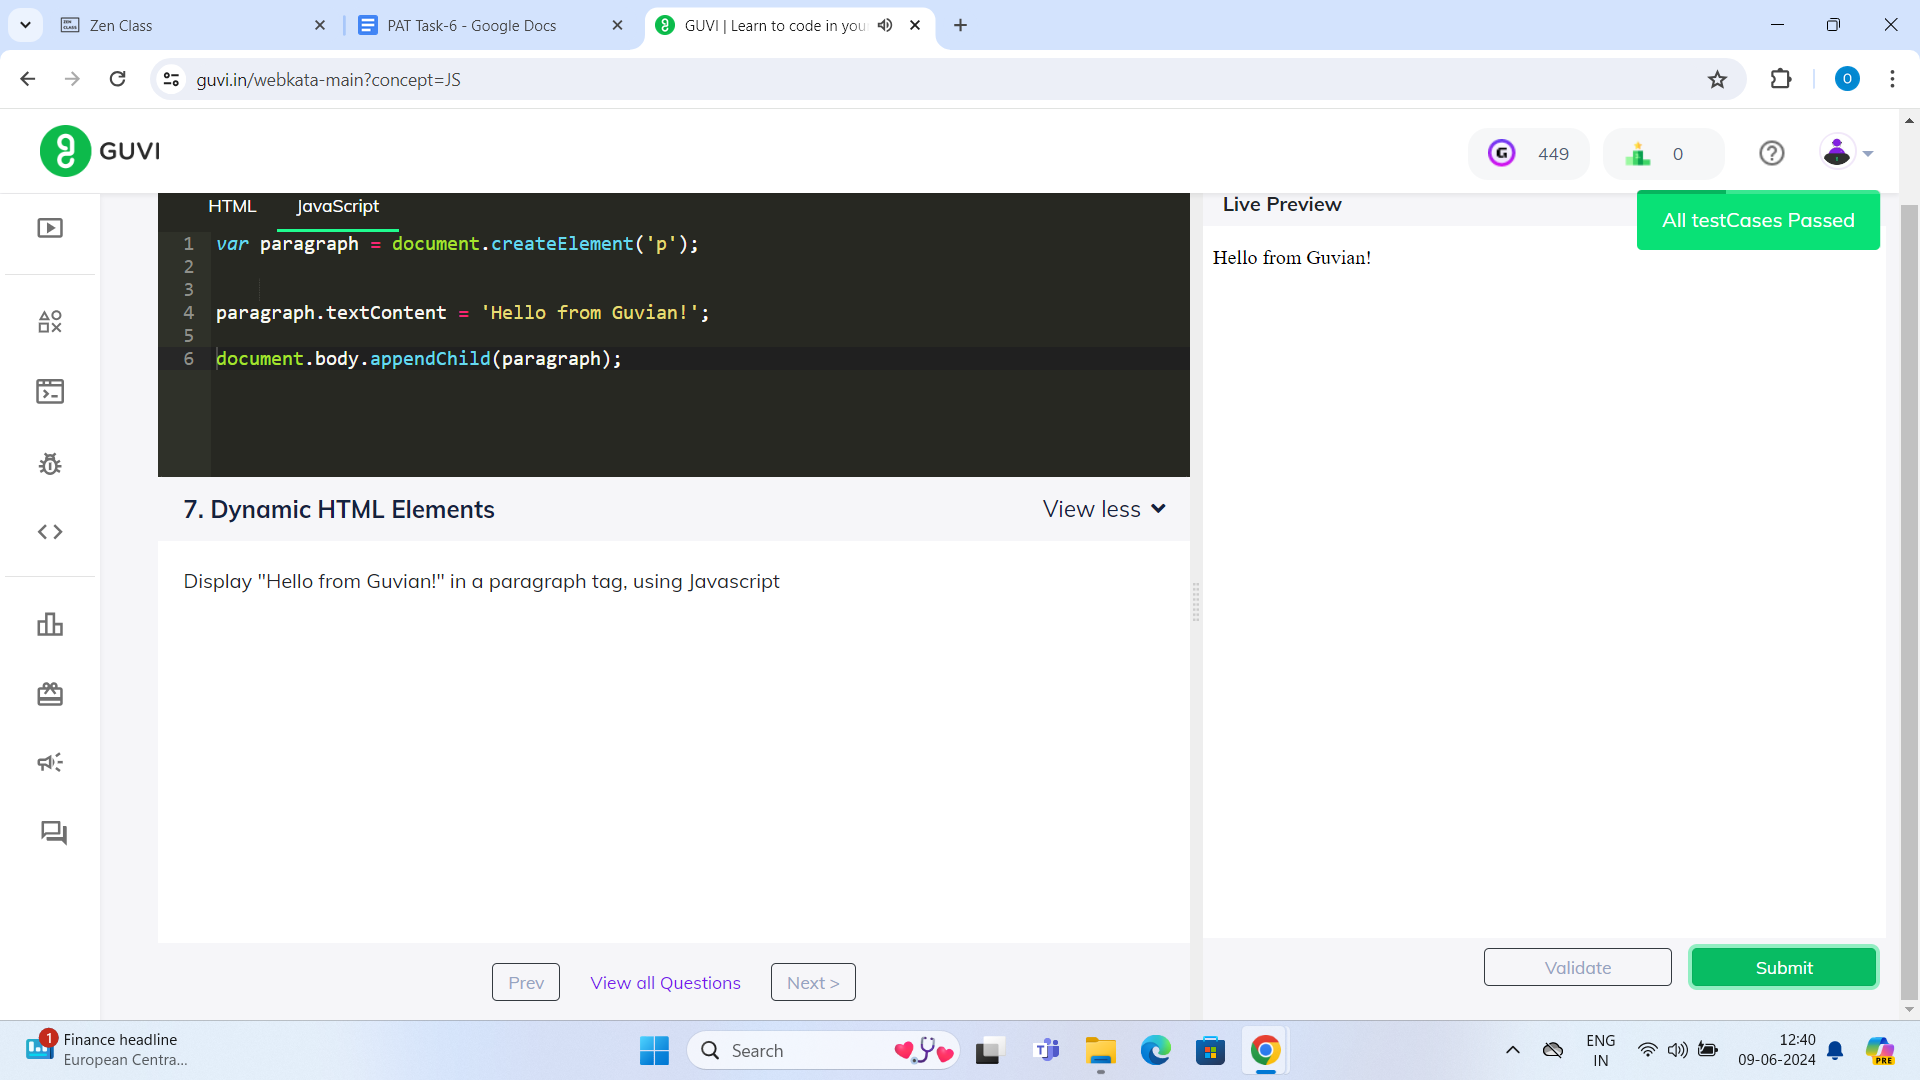 Zen Class
PAT Task-6 - Google Docs
GUVI | Learn to code in you
guvi.in/webkata-main?concept=JS
O
GUVI
G 449
0
HTML JavaScript
1 var paragraph = document.createElement('p');
2
3
4 paragraph.textContent = 'Hello from Guvian!';
5
6 document.body.appendChild(paragraph);
Live Preview
All testCases Passed
Hello from Guvian!
7. Dynamic HTML Elements
View less
Display "Hello from Guvian!" in a paragraph tag, using Javascript
Prev
View all Questions
Next >
Validate
Submit
1
Finance headline
European Centra...
Search
ENG
IN
12:40
09-06-2024
PRE